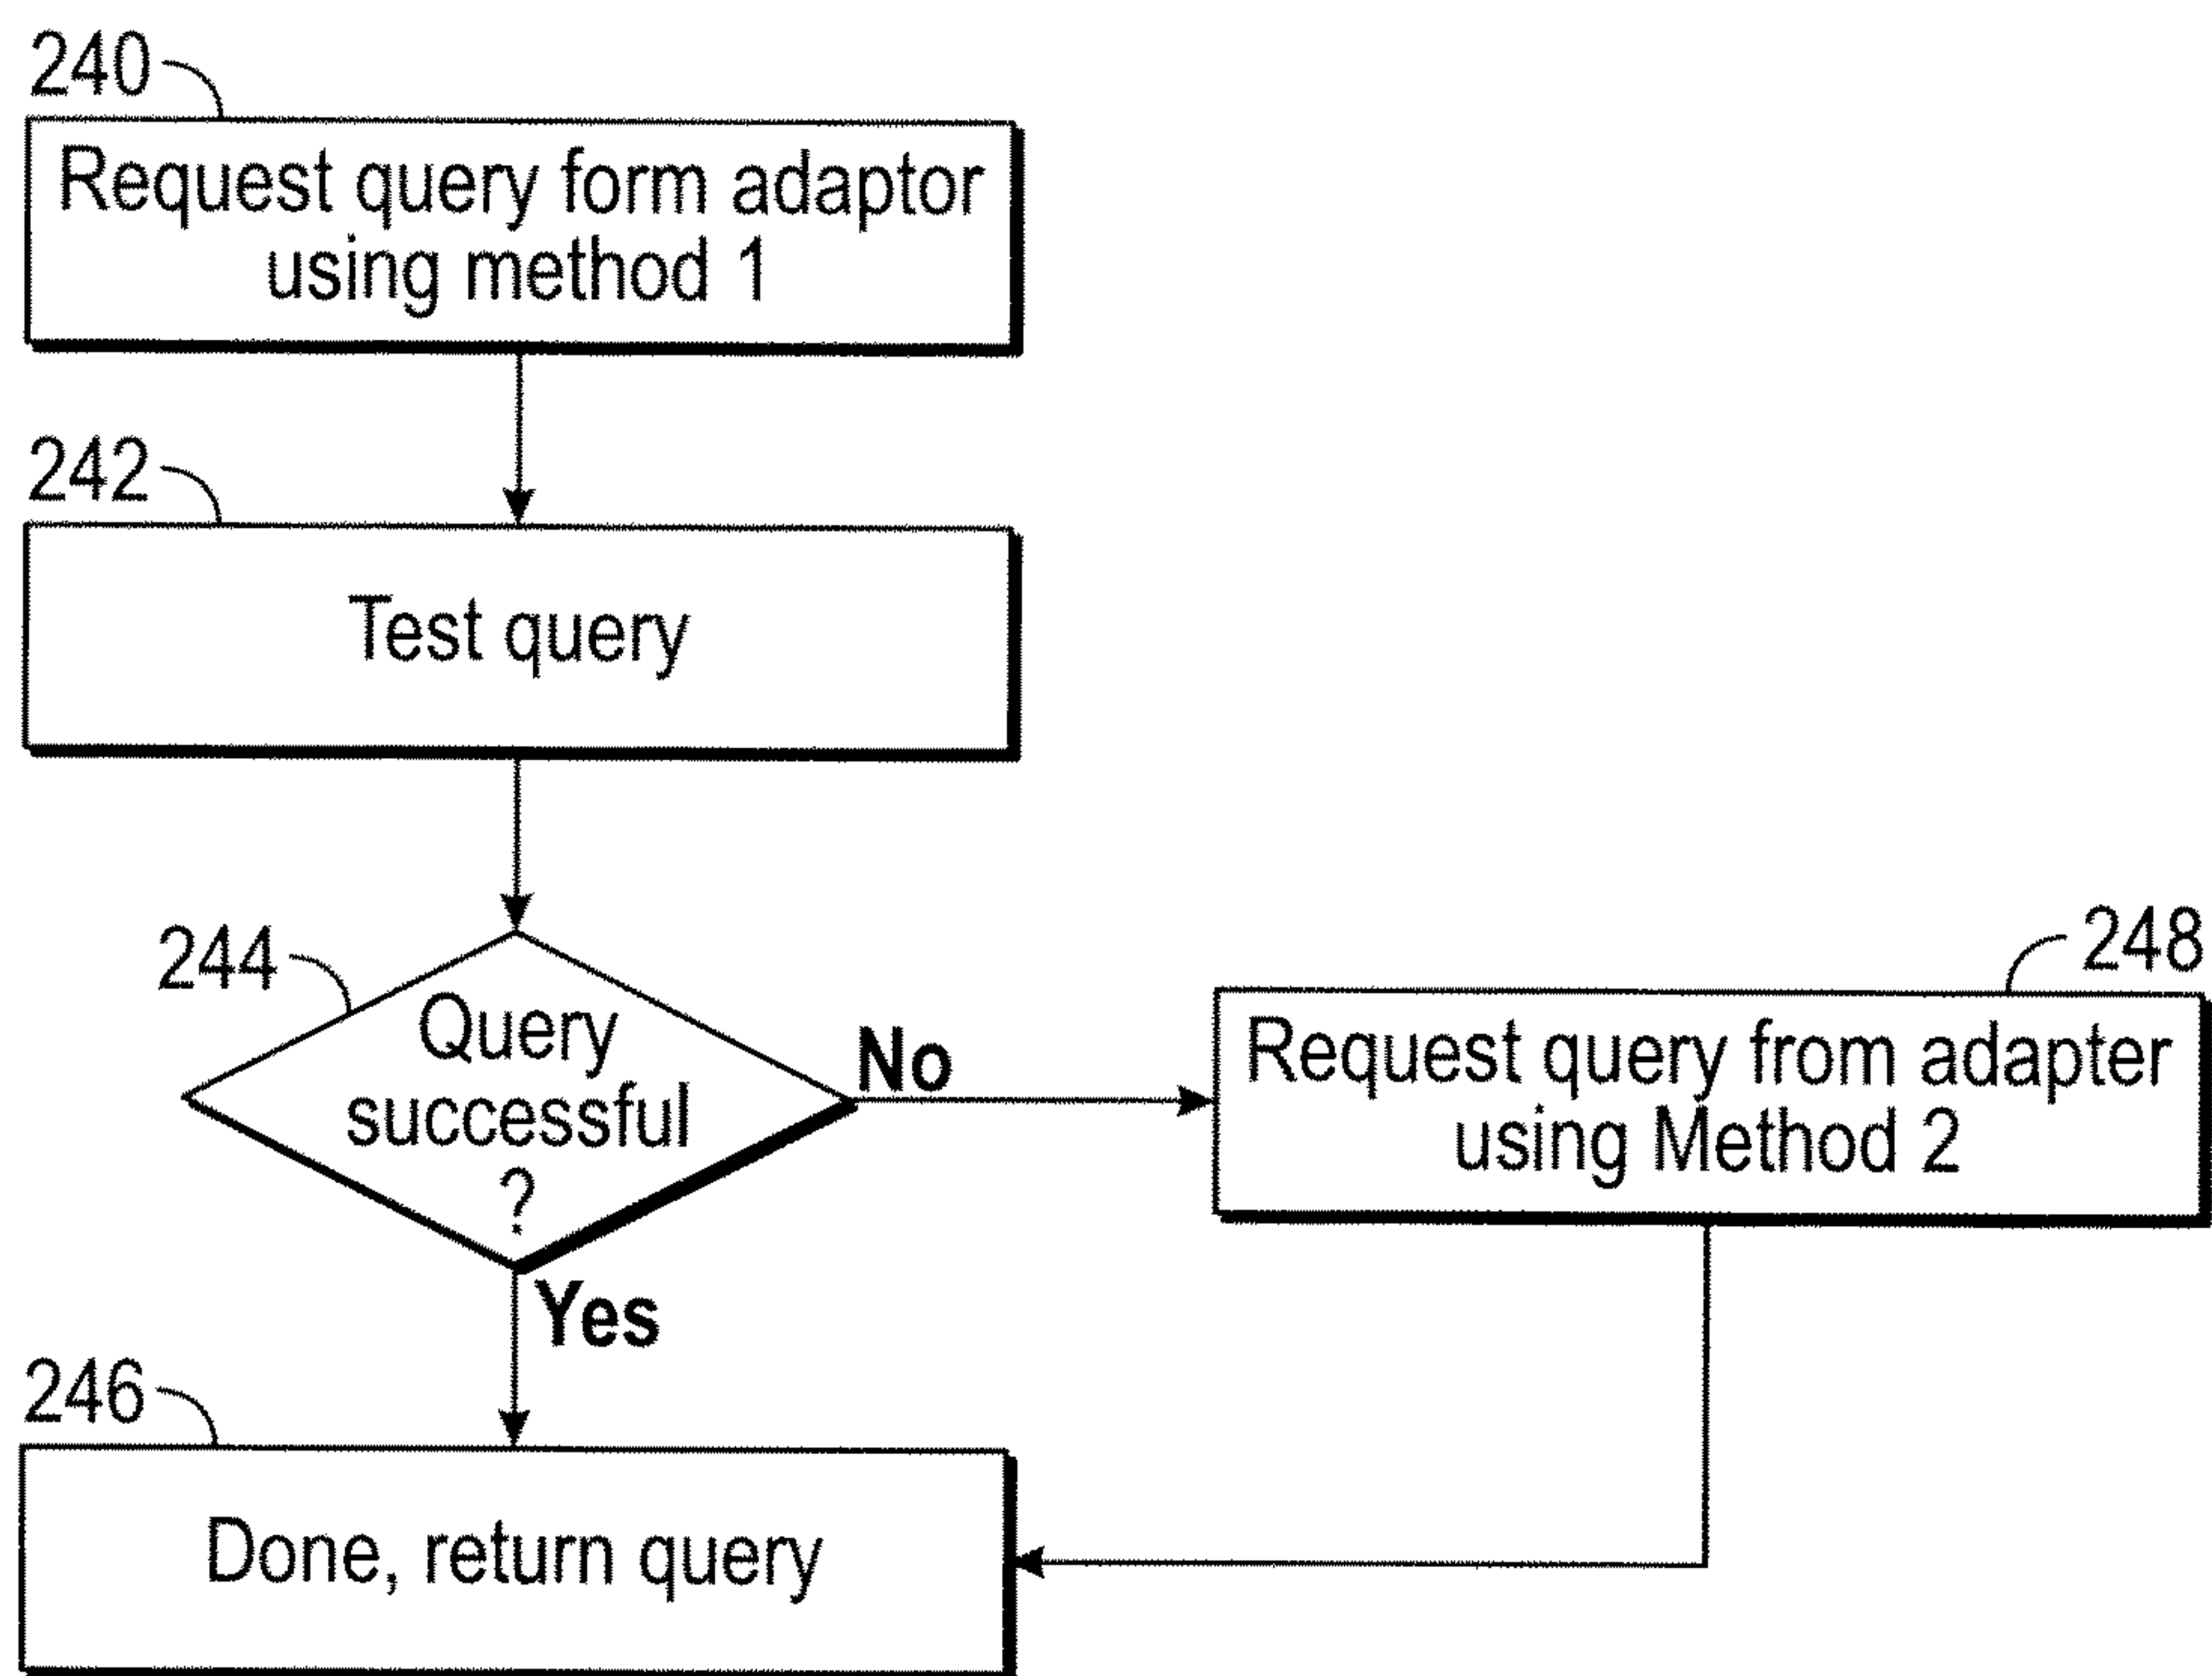 240
Request query form adaptor
using method 1
242
Test query
244
Query
successful
?
No
248
Request query from adapter
using Method 2
Yes
246
Done, return query